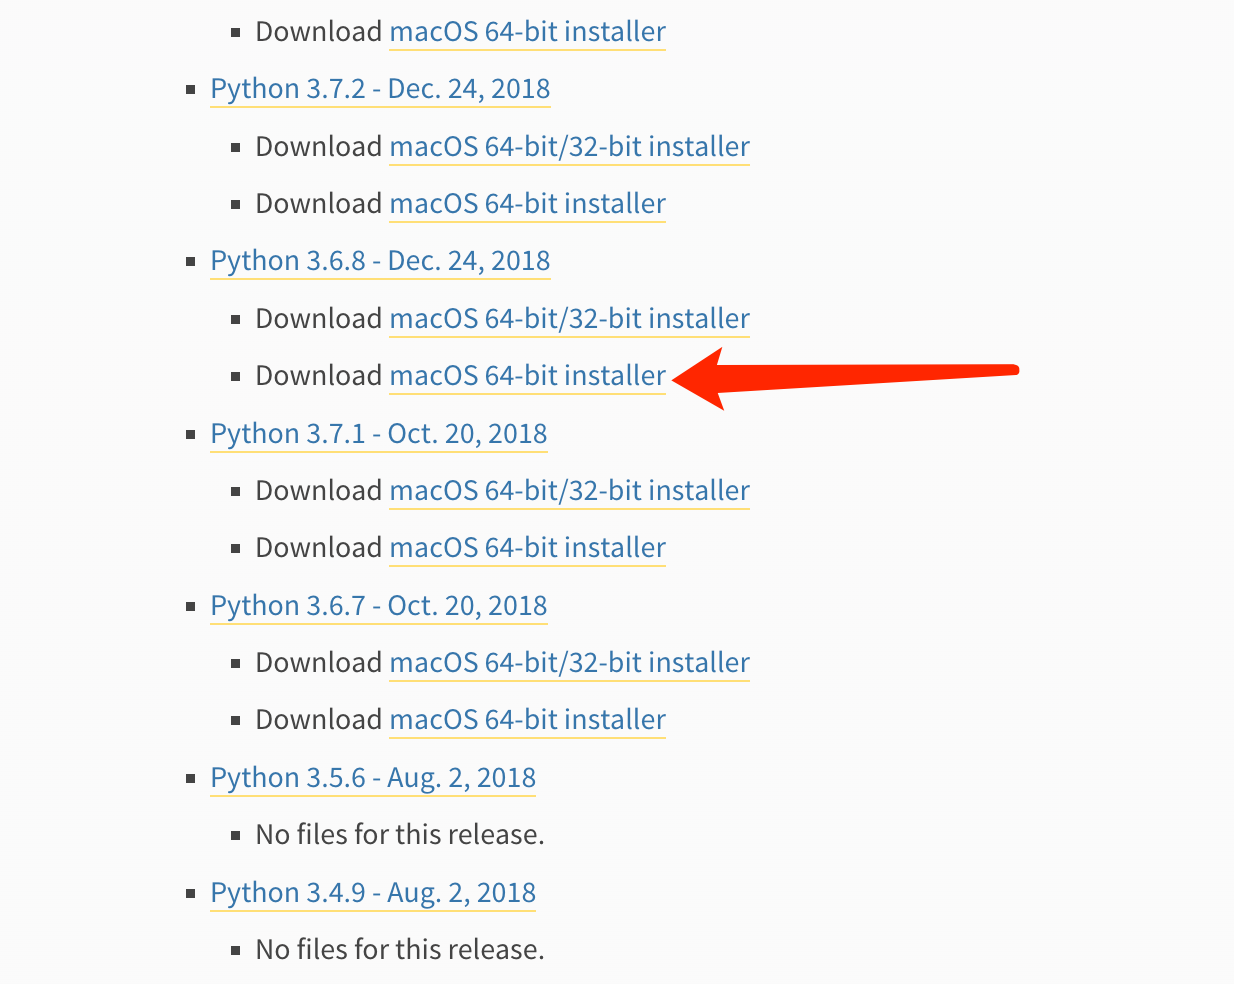 Download macOS 64-bit installer
Python 3.7.2 - Dec. 24, 2018
Download macOS 64-bit/32-bit installer
Download macOS 64-bit installer
Python 3.6.8 - Dec. 24, 2018
Download macOS 64-bit/32-bit installer
Download macOS 64-bit installer
Python 3.7.1 - Oct. 20, 2018
Download macOS 64-bit/32-bit installer
Download macOS 64-bit installer
Python 3.6.7 - Oct. 20, 2018
Download macOS 64-bit/32-bit installer
Download macOS 64-bit installer
Python 3.5.6 - Aug. 2, 2018
No files for this release.
Python 3.4.9 - Aug. 2, 2018
No files for this release.